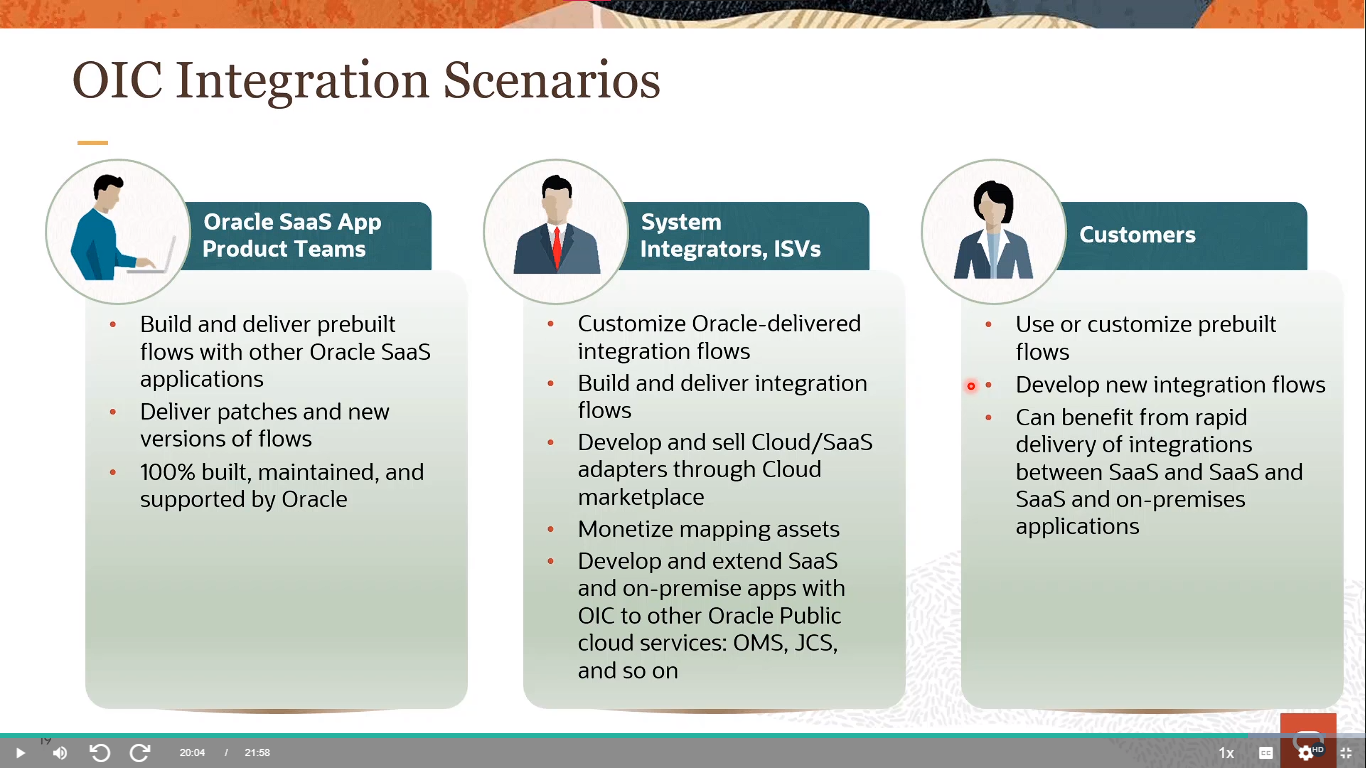 OIC Integration Scenarios
Oracle SaaS App
Product Teams
• Build and deliver prebuilt
flows with other Oracle SaaS
applications
• Deliver patches and new
versions of flows
• 100% built, maintained, and
supported by Oracle
System
Integrators, ISVs
• Customize Oracle-delivered
integration flows
• Build and deliver integration
flows
• Develop and sell Cloud/SaaS
adapters through Cloud
marketplace
• Monetize mapping assets
• Develop and extend SaaS
and on-premise apps with
OIC to other Oracle Public
cloud services: OMS, JCS,
and so on
Customers
• Use or customize prebuilt
flows
• Develop new integration flows
• Can benefit from rapid
delivery of integrations
between SaaS and SaaS and
SaaS and on-premises
applications
19
20:04 / 21:58
1x
CC
HD